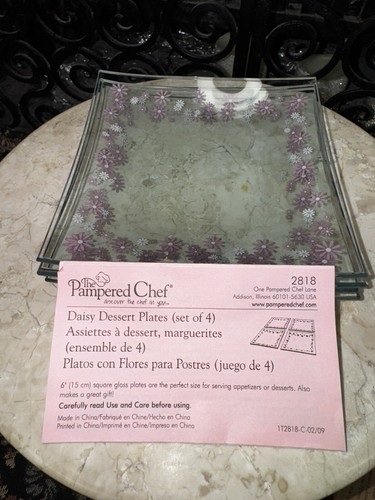 The
Pampered Chef®
discover the chef in you™
2818
One Pampered Chef Lane
Addison, Illinois 60101-5630 USA
www.pamperedchef.com
Daisy Dessert Plates (set of 4)
Assiettes à dessert, marguerites
(ensemble de 4)
Platos con Flores para Postres (juego de 4)
6" (15 cm) square glass plates are the perfect size for serving appetizers or desserts. Also
makes a great gift!
Carefully read Use and Care before using.
Made in China/Fabriqué en Chine/Hecho en China
Printed in China/Imprimé en Chine/Impreso en China
1T2818-C-02/09